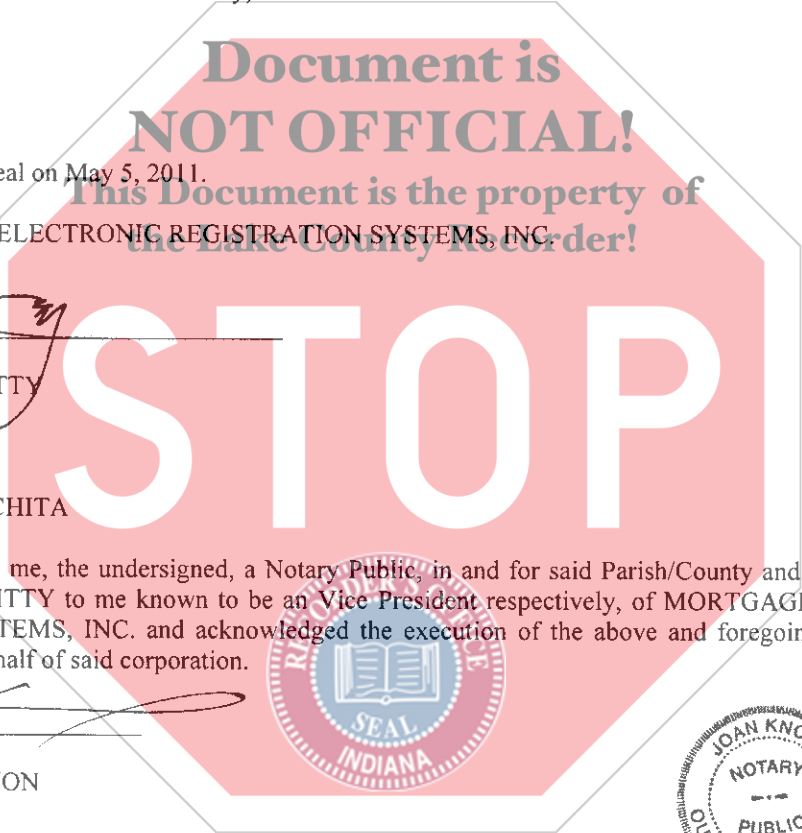 Document is
NOT OFFICIAL!
eal on May 5, 2011.
This Document is the property of
ELECTRONIC REGISTRATION SYSTEMS, INC.
the Lake County Recorder!
TTY
STOP
CHITA
me, the undersigned, a Notary Public, in and for said Parish/County and
ITTY to me known to be an Vice President respectively, of MORTGAGE
TEMS, INC. and acknowledged the execution of the above and foregoin
half of said corporation.
RECORDER'S OFFICE
SEAL
INDIANA
ON
JOAN KNO
NOTARY
PUBLIC